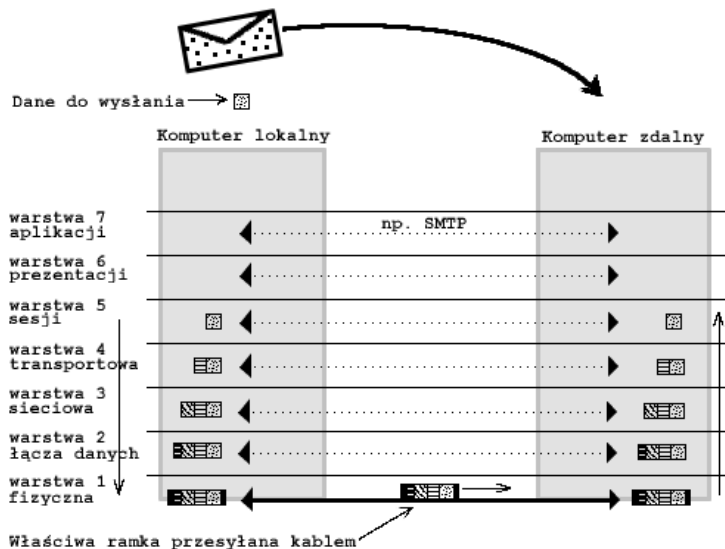 Dane do wysłania
Komputer lokalny
Komputer zdalny
warstwa 7
aplikacji
np. SMTP
warstwa 6
prezentacji
warstwa 5
sesji
warstwa 4
transportowa
warstwa 3
sieciowa
warstwa 2
łącza danych
warstwa 1
fizyczna
Właściwa ramka przesyłana kablem